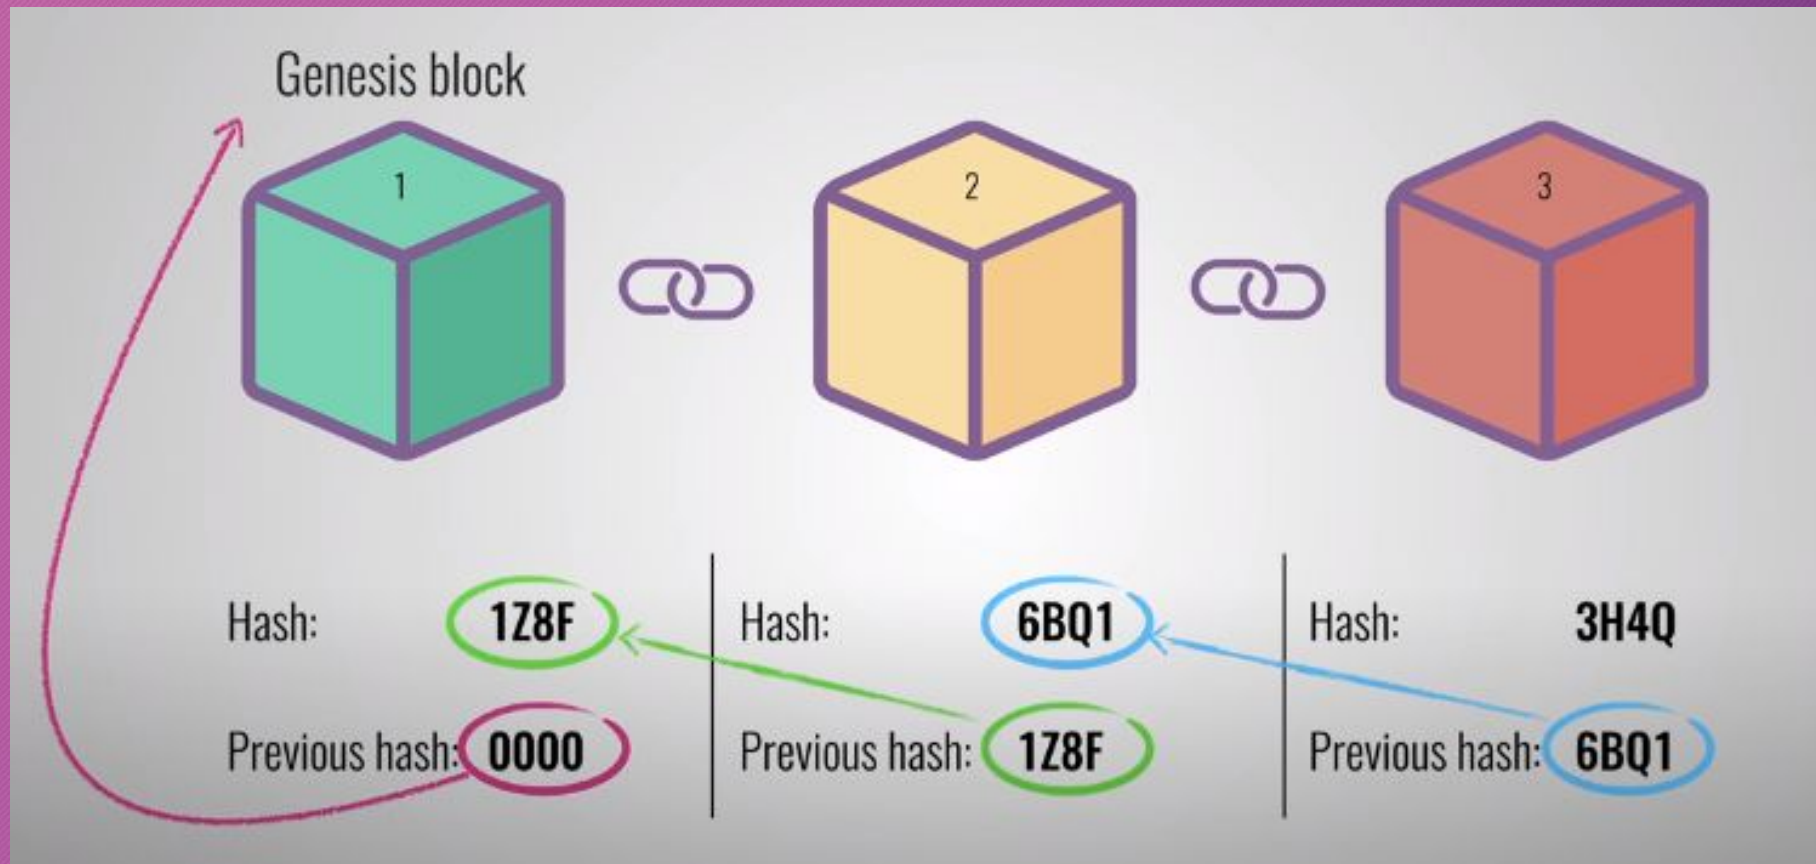 Genesis block
1
2
3
Hash: 1Z8F
Previous hash: 0000
Hash: 6BQ1
Previous hash: 1Z8F
Hash: 3H4Q
Previous hash: 6BQ1